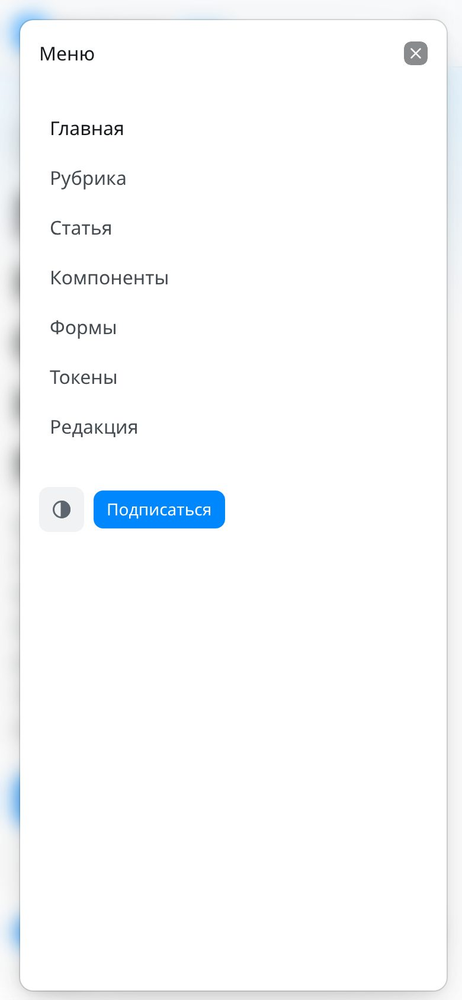 Меню
Главная
Рубрика
Статья
Компоненты
Формы
Токены
Редакция
Подписаться